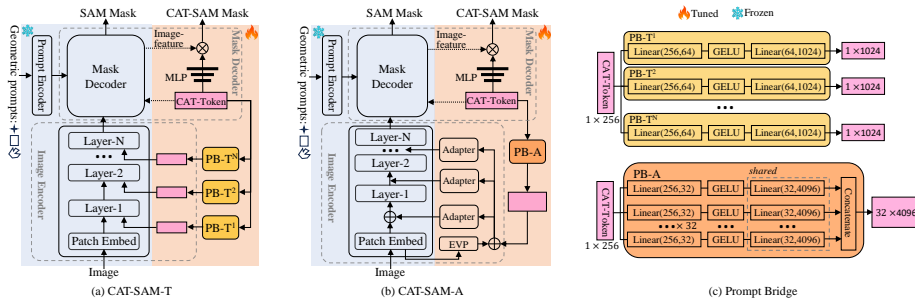 SAM Mask
CAT-SAM Mask
Image-
feature
Mask Decoder
MLP
Mask
Decoder
Prompt Encoder
Geometric prompts:
CAT-Token
Image Encoder
Layer-N
Layer-2
Layer-1
Patch Embed
PB-T^N
PB-T^2
PB-T^1
Image
(a) CAT-SAM-T
SAM Mask
CAT-SAM Mask
Image-
feature
Mask Decoder
MLP
Mask
Decoder
Prompt Encoder
Geometric prompts:
CAT-Token
Image Encoder
Layer-N
Layer-2
Layer-1
Patch Embed
Adapter
Adapter
Adapter
EVP
PB-A
Image
(b) CAT-SAM-A
Tuned
Frozen
CAT-Token
1×256
PB-T^1
Linear(256,64)
GELU
Linear(64,1024)
1×1024
PB-T^2
Linear(256,64)
GELU
Linear(64,1024)
1×1024
...
PB-T^N
Linear(256,64)
GELU
Linear(64,1024)
1×1024
PB-A
shared
CAT-Token
1×256
Linear(256,32)
GELU
Linear(32,4096)
Linear(256,32)
GELU
Linear(32,4096)
...×32
...
...
Linear(256,32)
GELU
Linear(32,4096)
Concatenate
32×4096
(c) Prompt Bridge